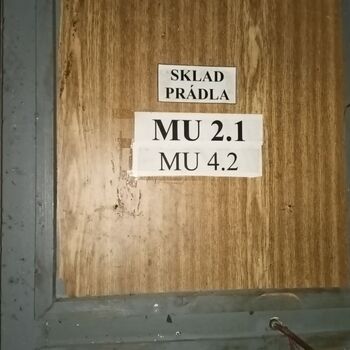 SKLAD
PRÁDLA
MU 2.1
MU 4.2